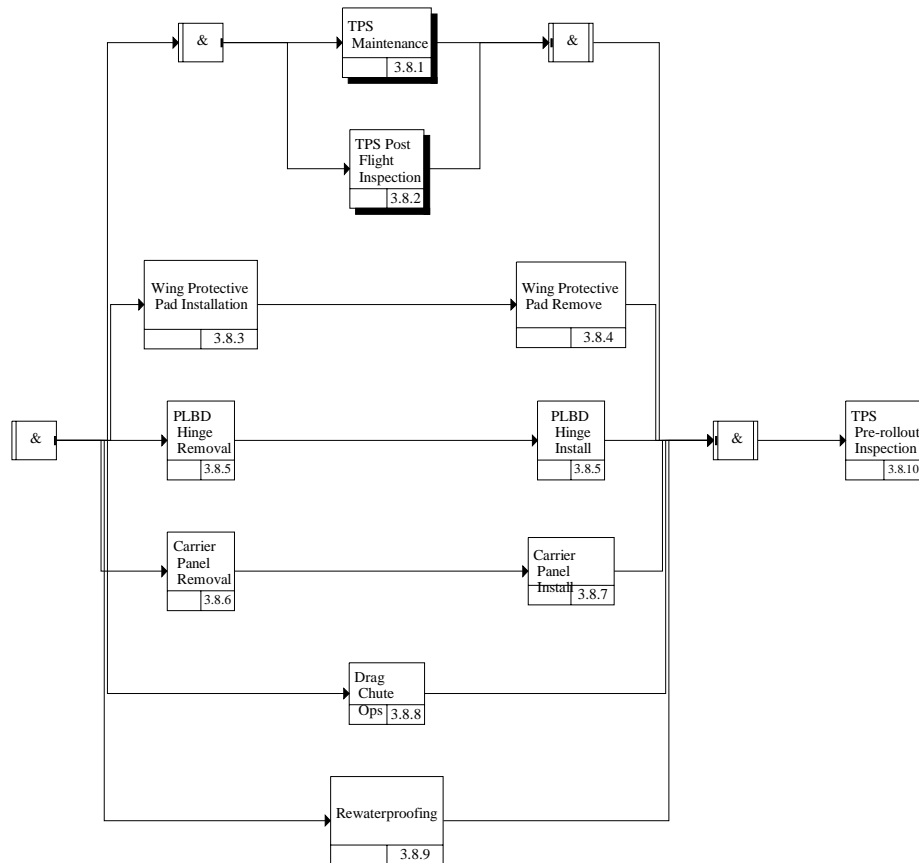 &
TPS
Maintenance
3.8.1
&
TPS Post
Flight
Inspection
3.8.2
Wing Protective
Pad Installation
3.8.3
Wing Protective
Pad Remove
3.8.4
&
PLBD
Hinge
Removal
3.8.5
PLBD
Hinge
Install
3.8.5
&
TPS
Pre-rollout
Inspection
3.8.10
Carrier
Panel
Removal
3.8.6
Carrier
Panel
Install
3.8.7
Drag
Chute
Ops
3.8.8
Rewaterproofing
3.8.9